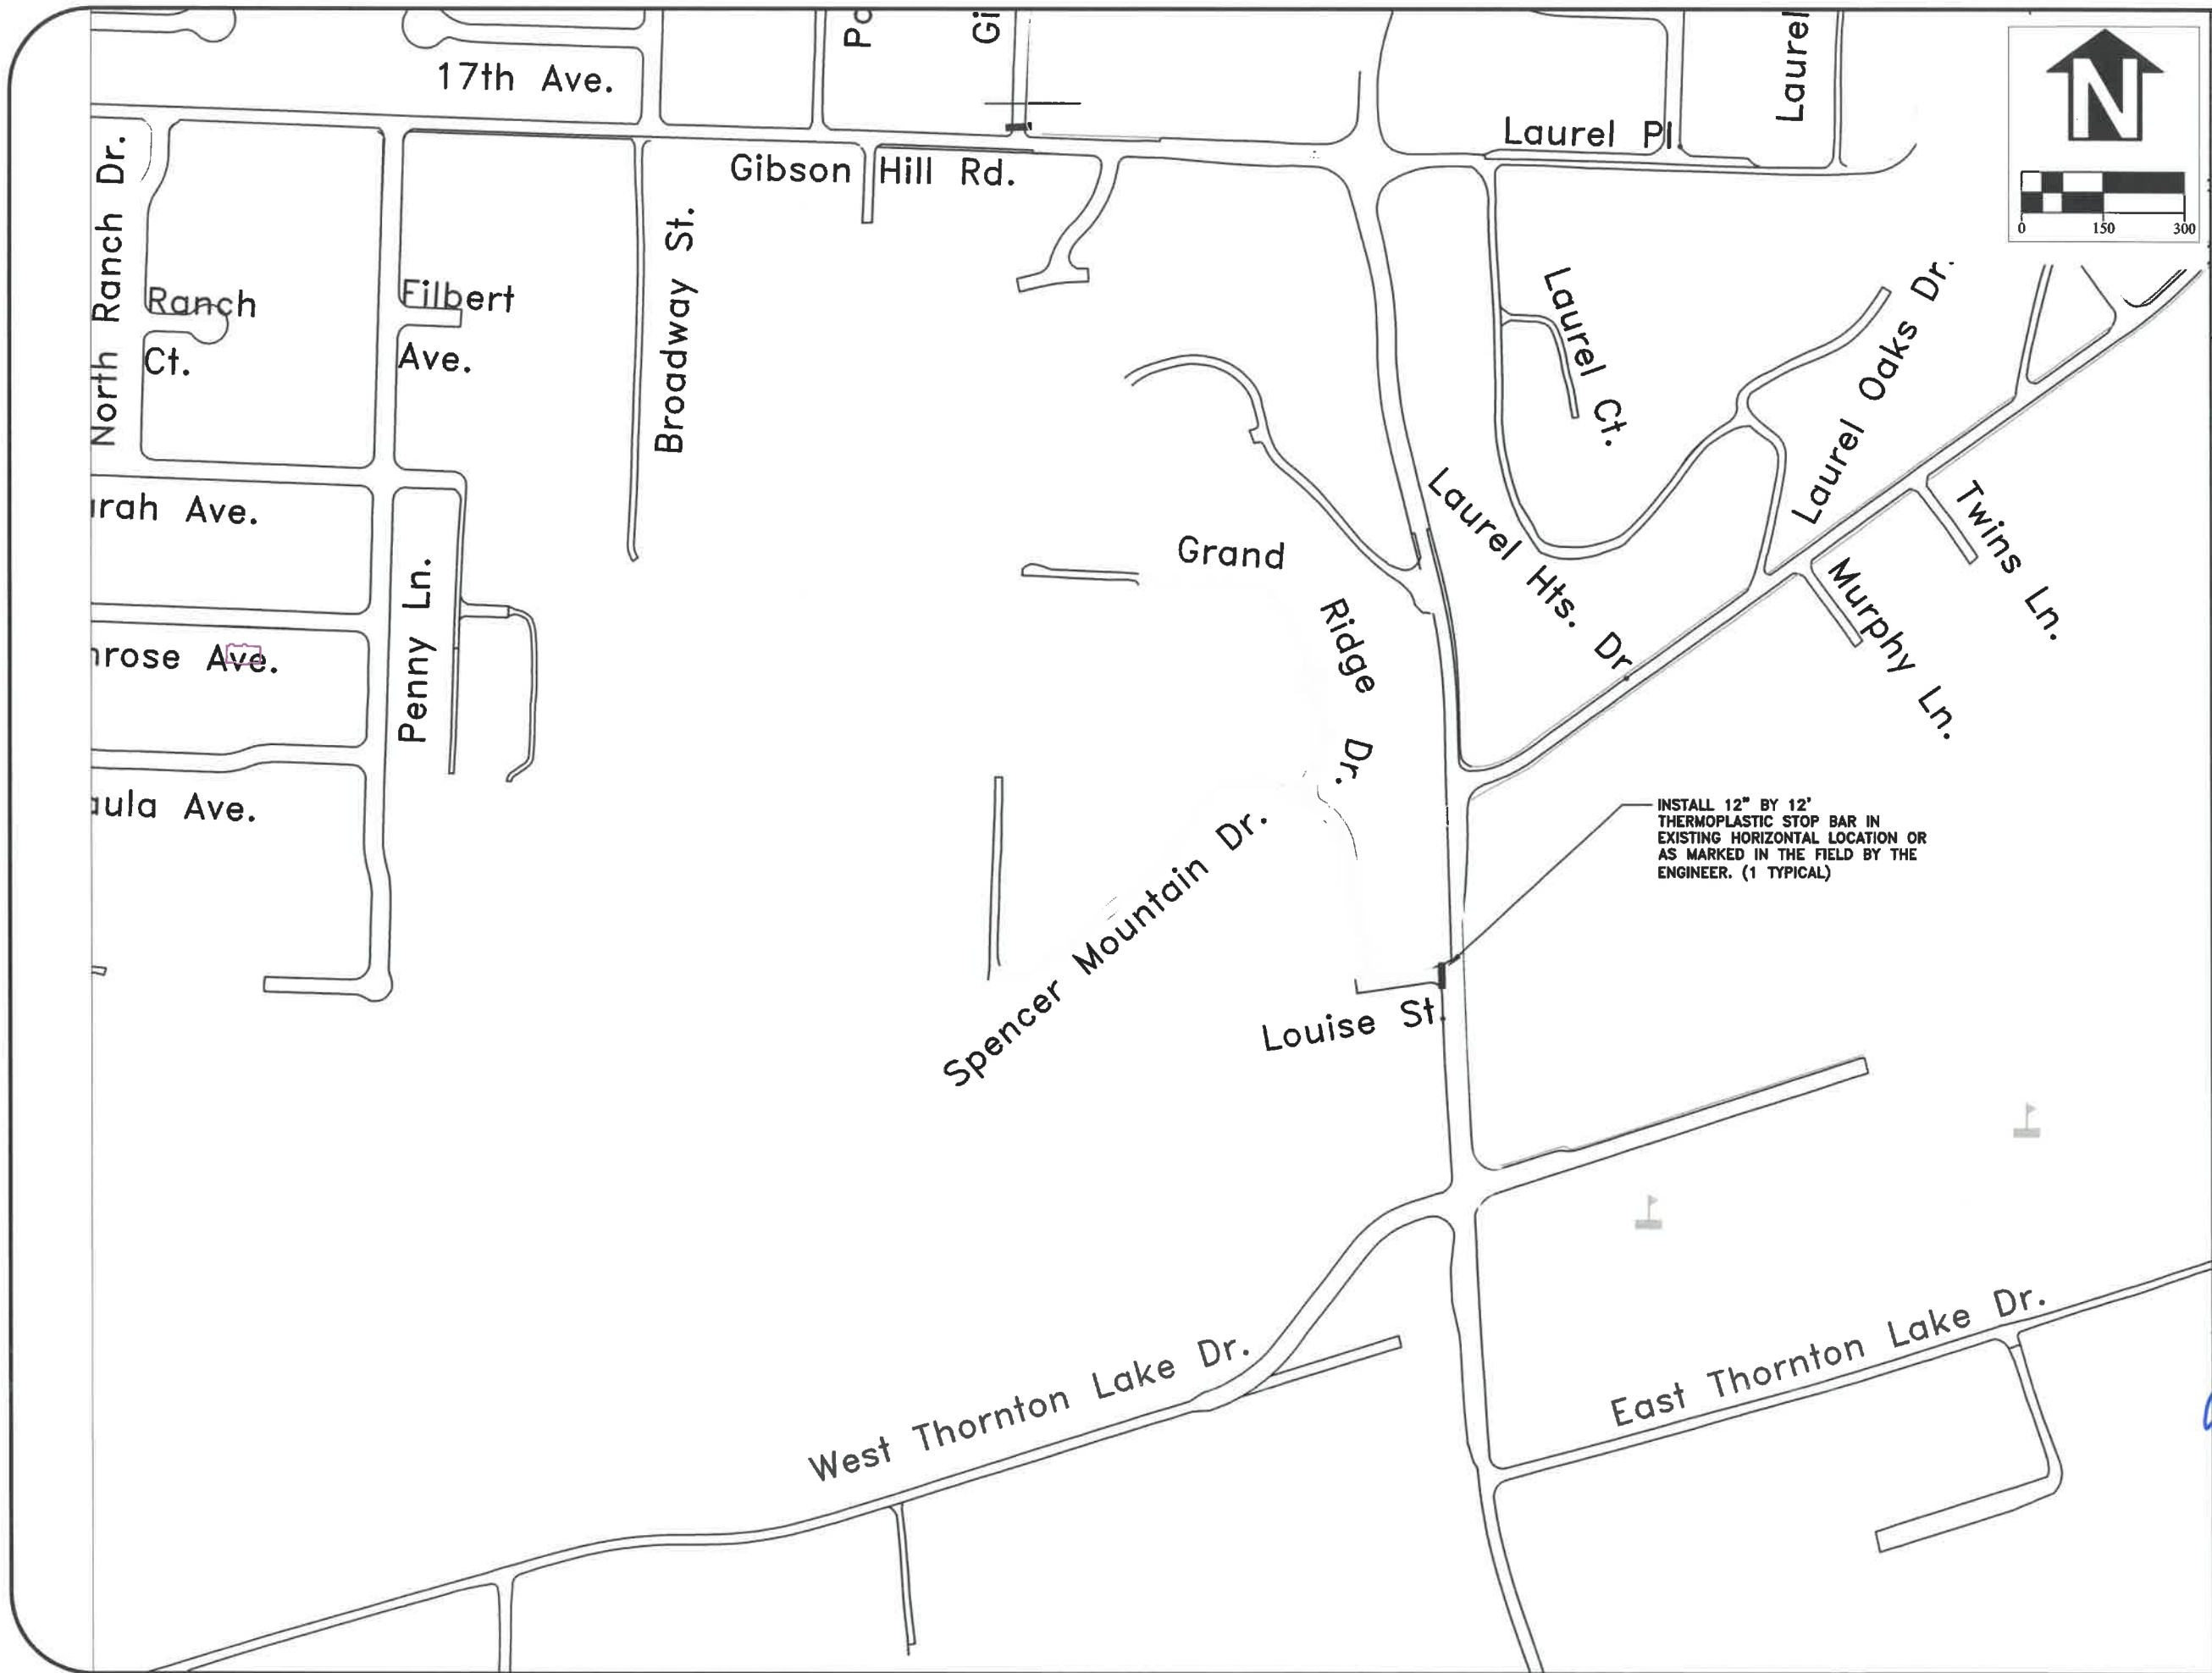 17th Ave.
Laurel
Laurel Pl.
N
0 150 300
North Ranch Dr.
Gibson Hill Rd.
Ranch
Ct.
Filbert
Ave.
Broadway St.
Laurel Ct.
Laurel Oaks Dr.
Laurel Hts. Dr.
Twins Ln.
Murphy Ln.
Ave.
Ave.
Ave.
Penny Ln.
Grand
Ridge
Dr.
Spencer Mountain Dr.
INSTALL 12" BY 12'
THERMOPLASTIC STOP BAR IN
EXISTING HORIZONTAL LOCATION OR
AS MARKED IN THE FIELD BY THE
ENGINEER. (1 TYPICAL)
Louise St.
West Thornton Lake Dr.
East Thornton Lake Dr.